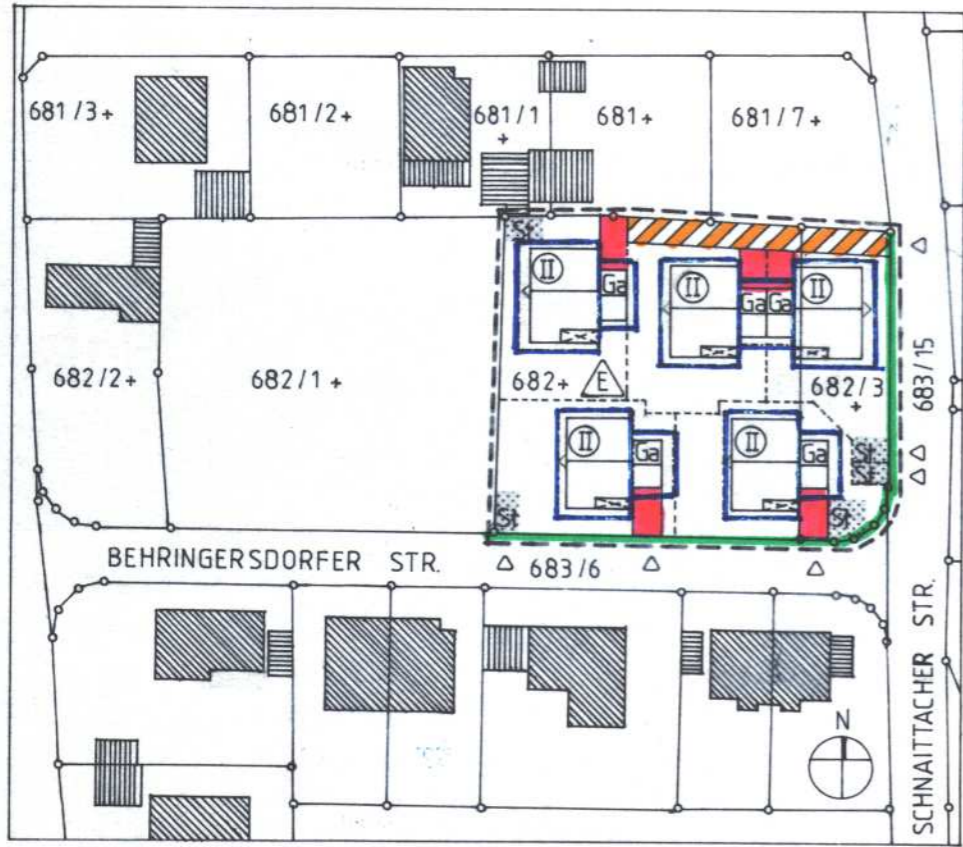 681/3+
681/2+
681/1
+
681+
681/7+
St
II
Ga
II
Ga
Ga
II
682/2+
682/1+
682+
E
682/3
+
683/15
II
Ga
II
Ga
St
St
St
St
BEHRINGERSDORFER STR.
683/6
N
SCHNAITTACHER STR.